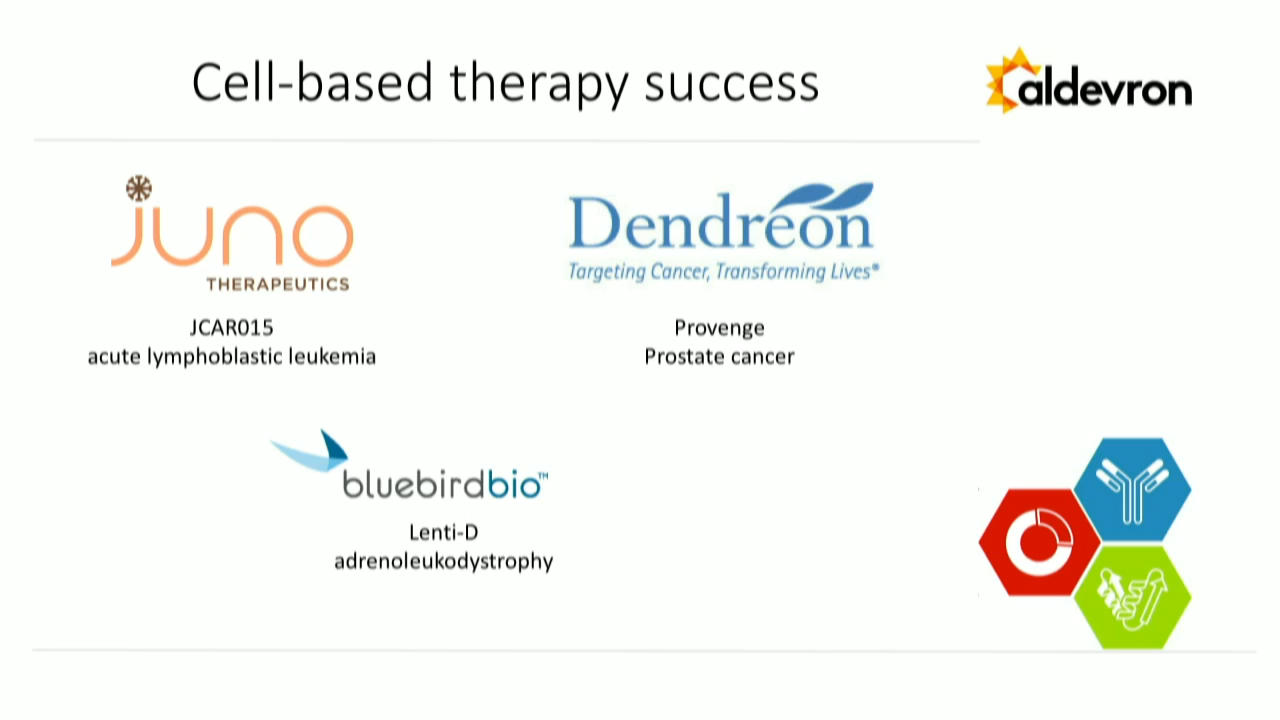 Cell-based therapy success
aldevron
juno
THERAPEUTICS
JCAR015
acute lymphoblastic leukemia
Dendreon
Targeting Cancer, Transforming Lives®
Provenge
Prostate cancer
bluebirdbio™
Lenti-D
adrenoleukodystrophy